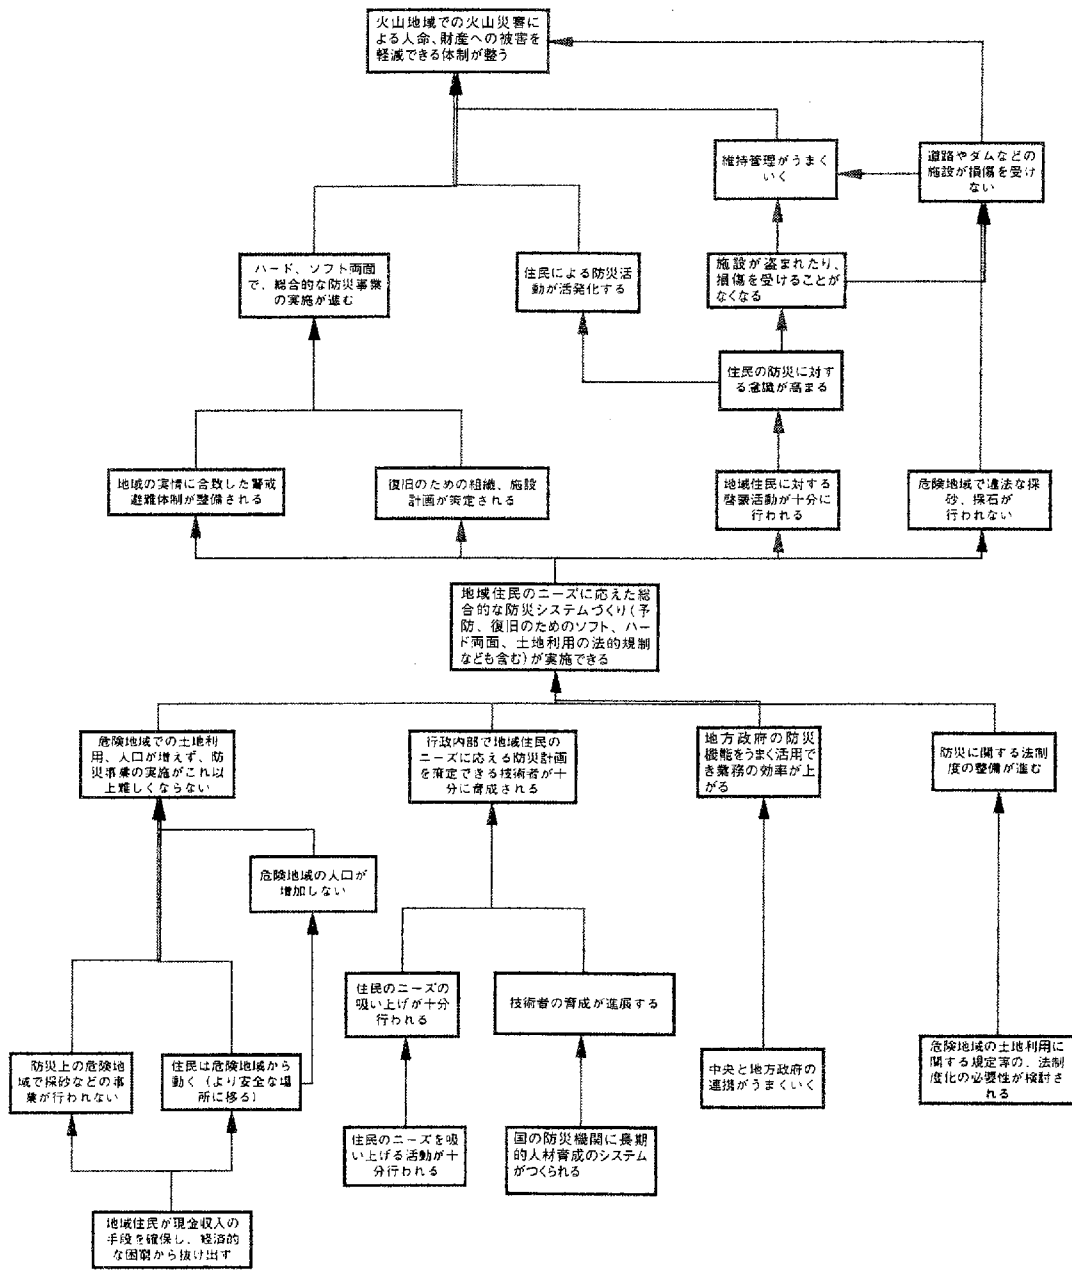 火山地域での火山災害に
よる人命、財産への被害を
軽減できる体制が整う
維持管理がうまく
いく
道路やダムなどの
施設が損傷を受け
ない
ハード、ソフト両面
で、総合的な防災事業
の実施が進む
住民による防災活
動が活発化する
施設が盗まれたり、
損傷を受けることが
なくなる
住民の防災に対す
る意識が高まる
地域の実情に合致した警戒
避難体制が整備される
復旧のための組織、施設
計画が策定される
地域住民に対する
啓蒙活動が十分に
行われる
危険地域で違法な採
砂、採石が
行われない
地域住民のニーズに応えた総
合的な防災システムづくり(予
防、復旧のためのソフト、ハー
ド両面、土地利用の法的規制
なども含む)が実施できる
危険地域での土地利
用、人口が増えず、防
災事業の実施がこれ以
上難しくならない
行政内部で地域住民の
ニーズに応える防災計画
を策定できる技術者が十
分に育成される
地方政府の防災
機能をうまく活用で
き業務の効率が上
がる
防災に関する法制
度の整備が進む
危険地域の人口が
増加しない
住民のニーズの
吸い上げが十分
行われる
技術者の育成が進展する
防災上の危険地
域で採砂などの事
業が行われない
住民は危険地域から
動く(より安全な場
所に移る)
中央と地方政府の
連携がうまくいく
危険地域の土地利用に
関する規定等の、法制
度化の必要性が検討さ
れる
住民のニーズを吸
い上げる活動が十
分行われる
国の防災機関に長期
的人材育成のシステム
がつくられる
地域住民が現金収入の
手段を確保し、経済的
な困窮から抜け出す